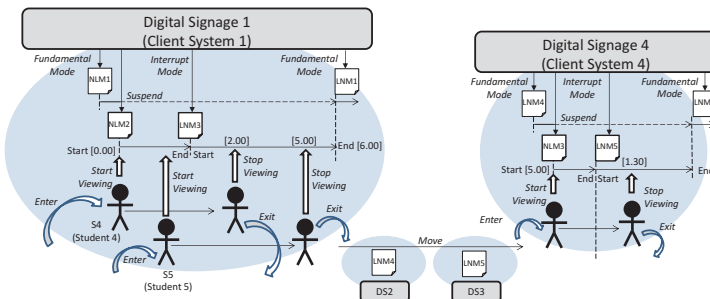 Digital Signage 1
(Client System 1)
Fundamental
Mode
Interrupt
Mode
Fundamental
Mode
NLM1
LNM1
Suspend
NLM2
LNM3
[2.00]
[5.00]
Start [0.00]
End
Start
End [6.00]
Start
Viewing
Start
Viewing
Stop
Viewing
Stop
Viewing
Enter
S4
(Student 4)
Enter
S5
(Student 5)
Exit
Exit
Move
LNM4
DS2
LNM5
DS3
Digital Signage 4
(Client System 4)
Fundamental
Mode
Interrupt
Mode
Fundamental
Mode
LNM4
LNM
Suspend
NLM3
LNM5
[1.30]
Start [5.00]
End
Start
End
Start
Viewing
Stop
Viewing
Enter
Exit